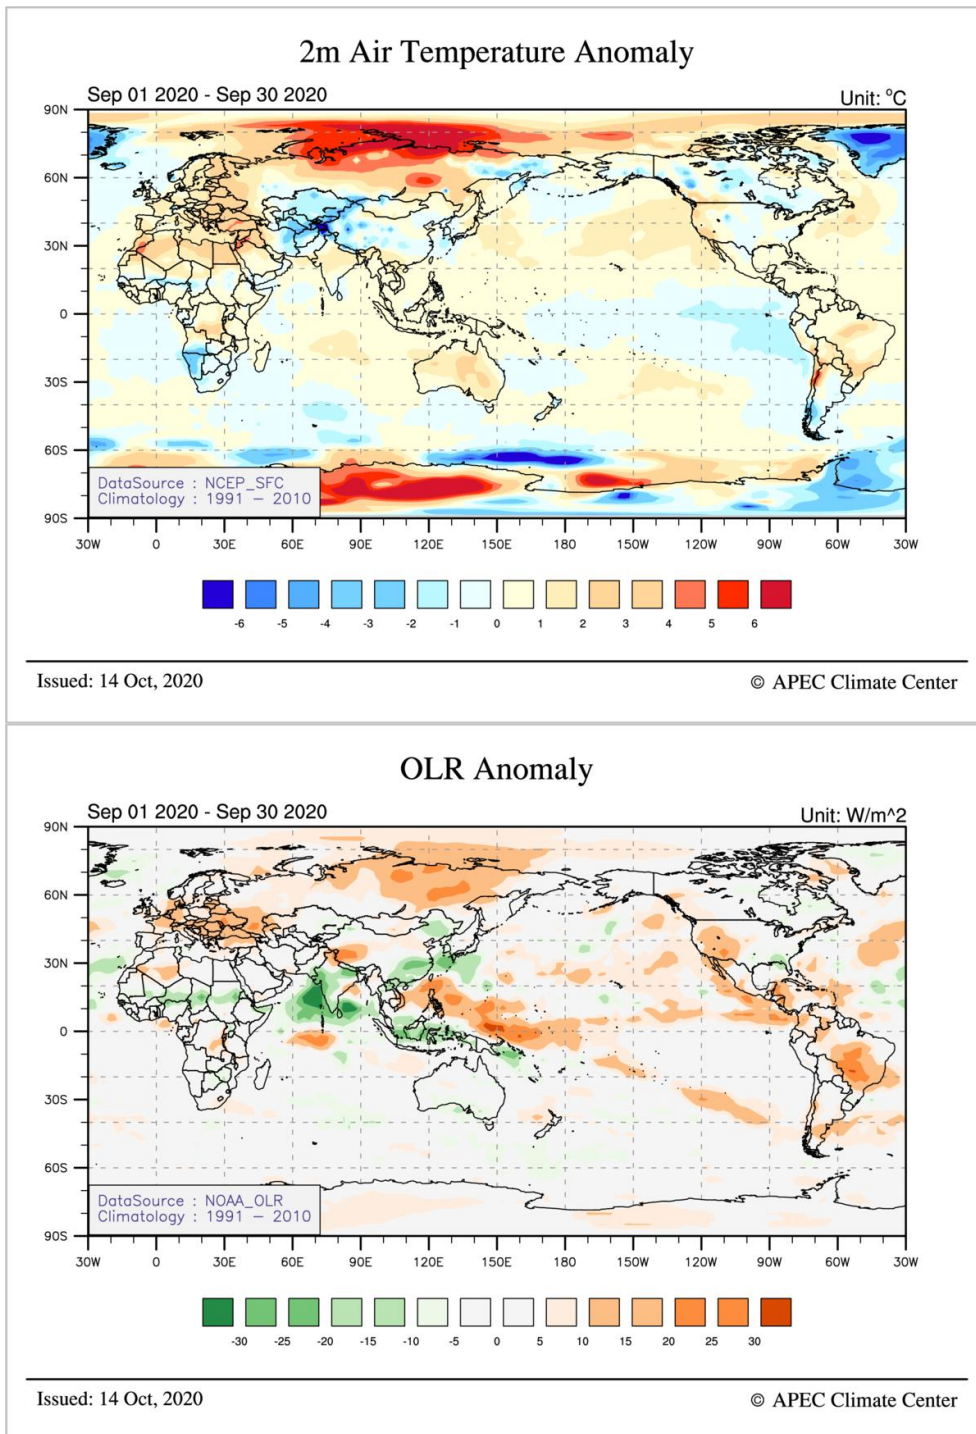 2m Air Temperature Anomaly
Sep 01 2020 - Sep 30 2020 Unit: °C
90N
60N
30N
0
30S
60S
90S
DataSource : NCEP_SFC
Climatology : 1991 – 2010
30W 0 30E 60E 90E 120E 150E 180 150W 120W 90W 60W 30W
-6 -5 -4 -3 -2 -1 0 1 2 3 4 5 6
Issued: 14 Oct, 2020 © APEC Climate Center
OLR Anomaly
Sep 01 2020 - Sep 30 2020 Unit: W/m^2
90N
60N
30N
0
30S
60S
90S
DataSource : NOAA_OLR
Climatology : 1991 – 2010
30W 0 30E 60E 90E 120E 150E 180 150W 120W 90W 60W 30W
-30 -25 -20 -15 -10 -5 0 5 10 15 20 25 30
Issued: 14 Oct, 2020 © APEC Climate Center